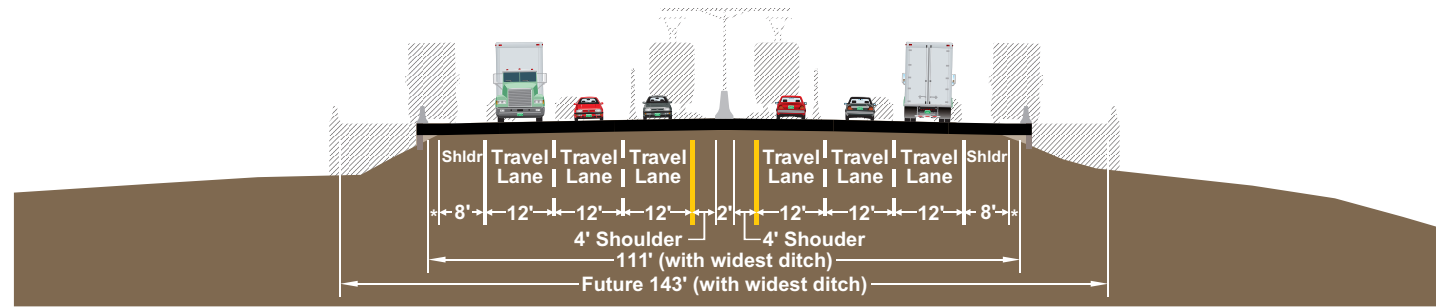 Shldr Travel Lane Travel Lane Travel Lane Travel Lane Travel Lane Travel Lane Shldr
* 8' 12' 12' 12' 2' 12' 12' 12' 8' *
4' Shoulder 4' Shouder
111' (with widest ditch)
Future 143' (with widest ditch)